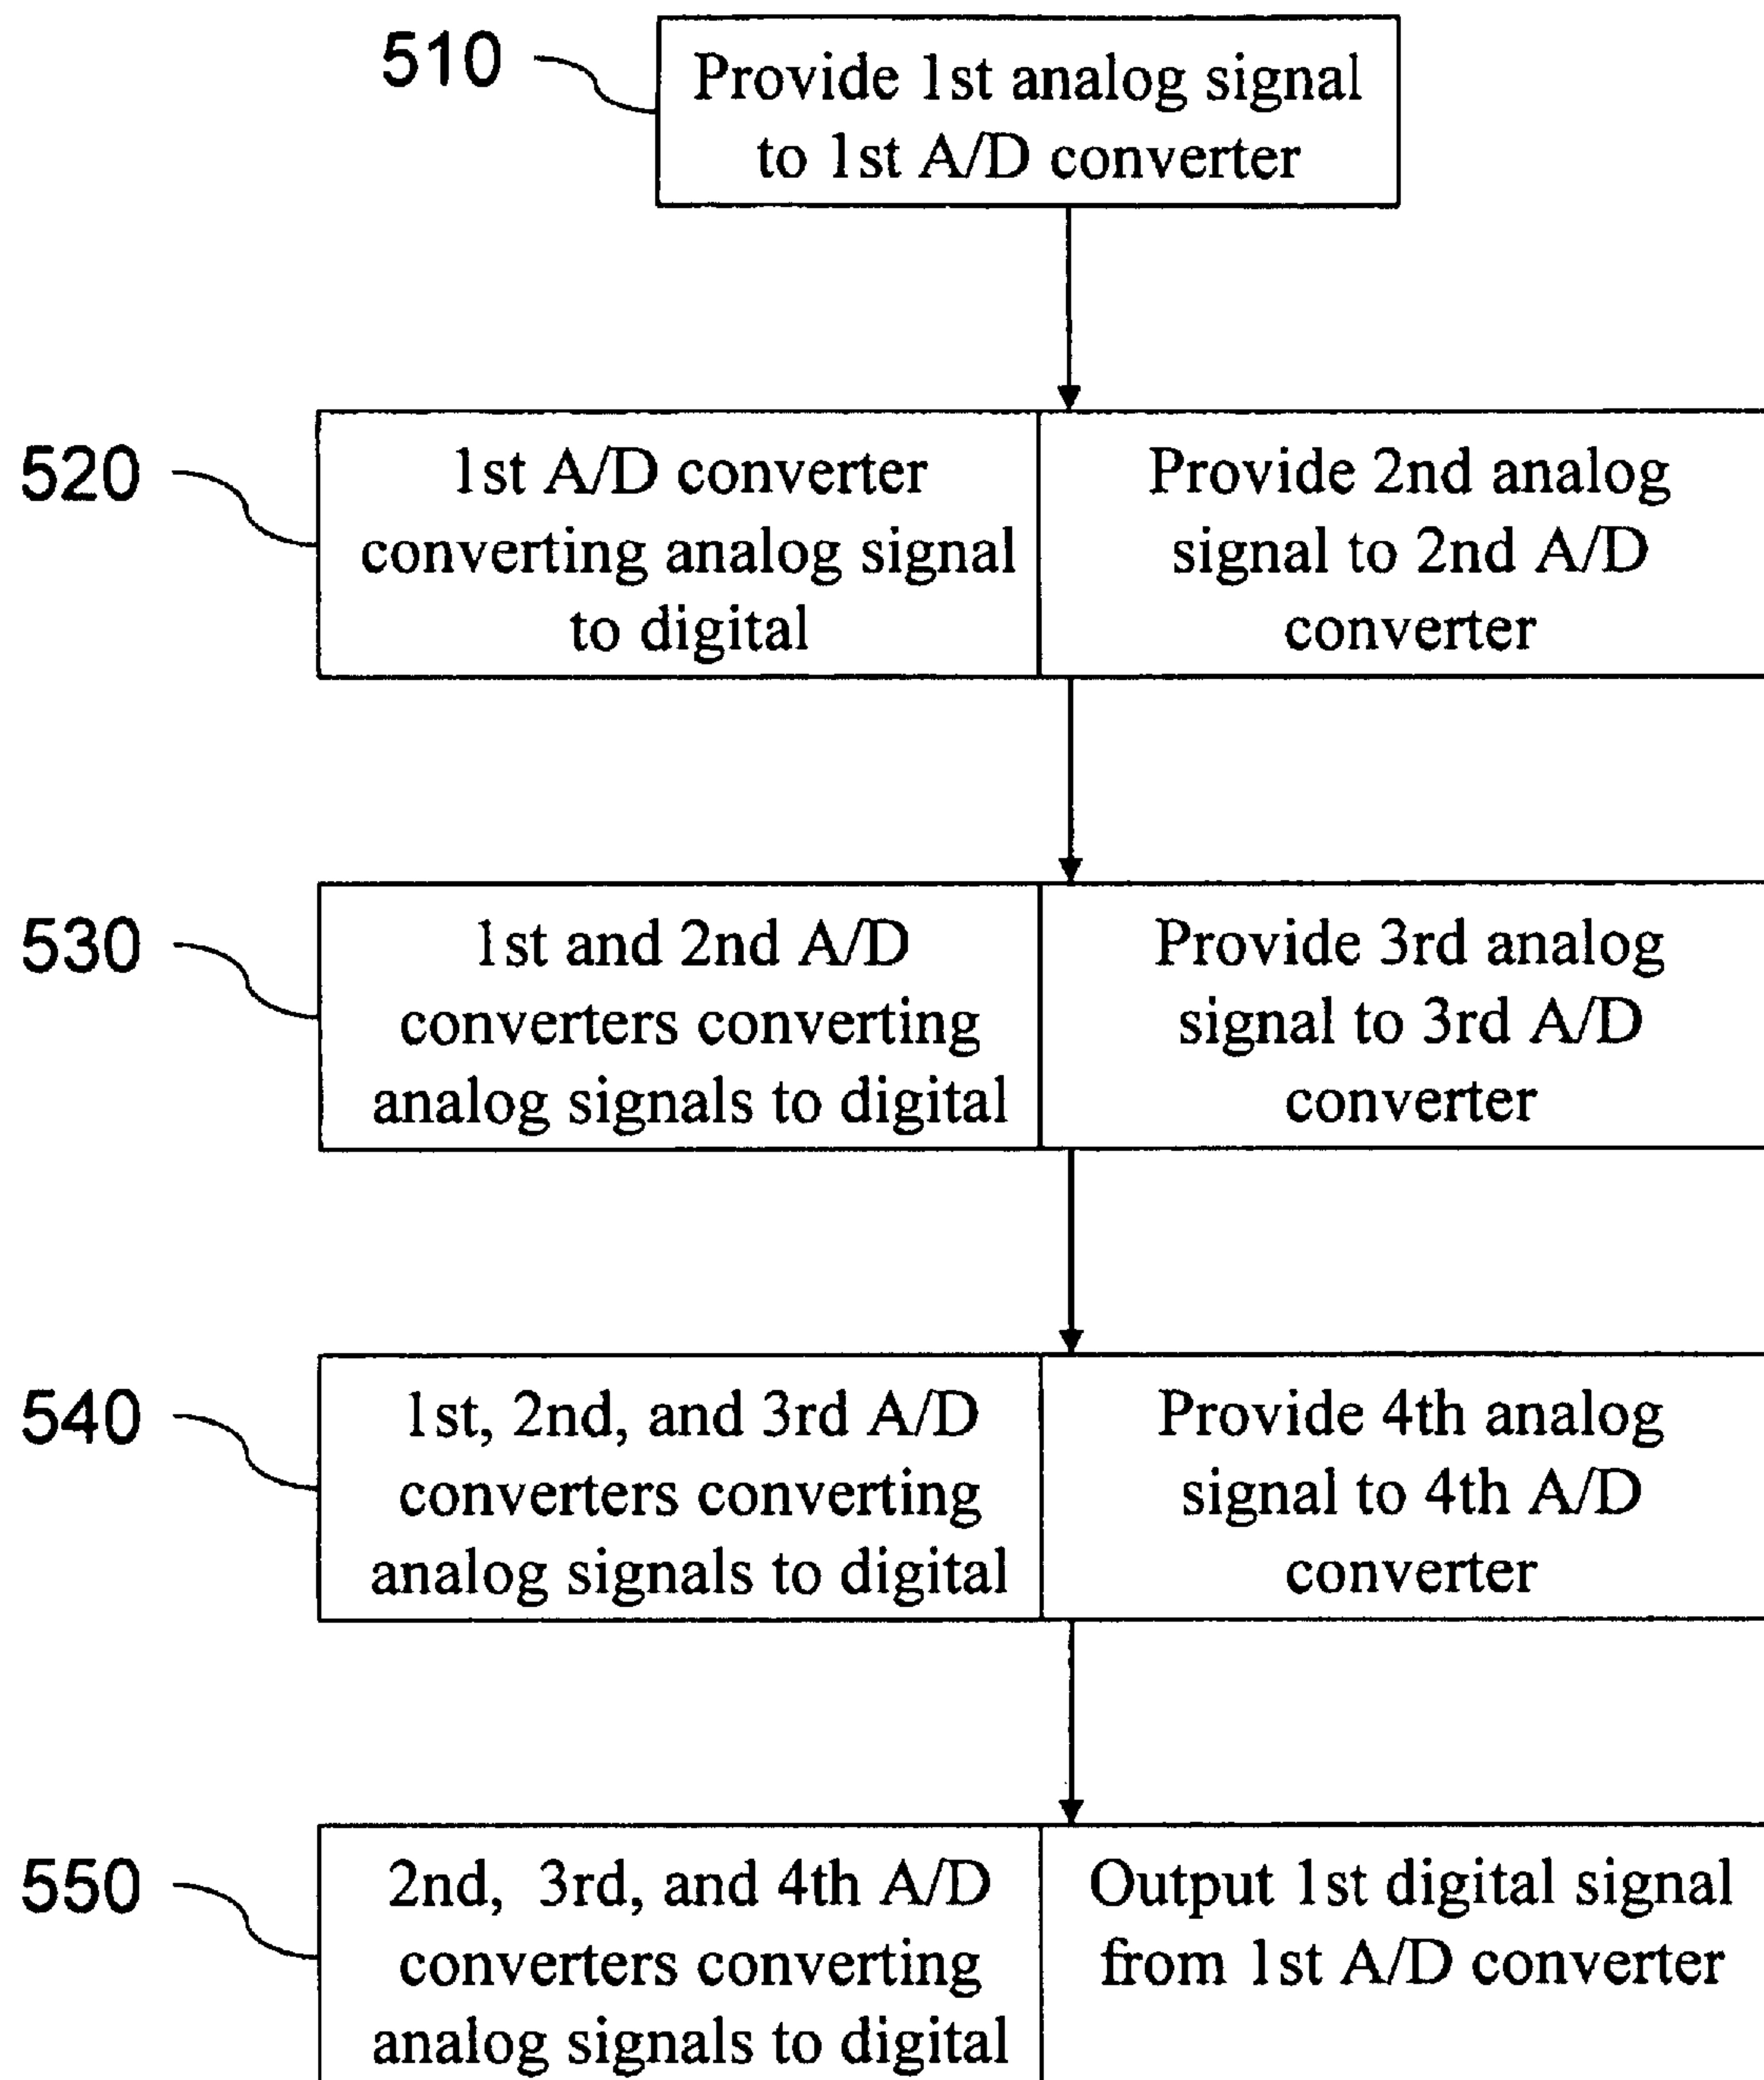 510
Provide 1st analog signal
to 1st A/D converter
520
1st A/D converter
converting analog signal
to digital
Provide 2nd analog
signal to 2nd A/D
converter
530
1st and 2nd A/D
converters converting
analog signals to digital
Provide 3rd analog
signal to 3rd A/D
converter
540
1st, 2nd, and 3rd A/D
converters converting
analog signals to digital
Provide 4th analog
signal to 4th A/D
converter
550
2nd, 3rd, and 4th A/D
converters converting
analog signals to digital
Output 1st digital signal
from 1st A/D converter